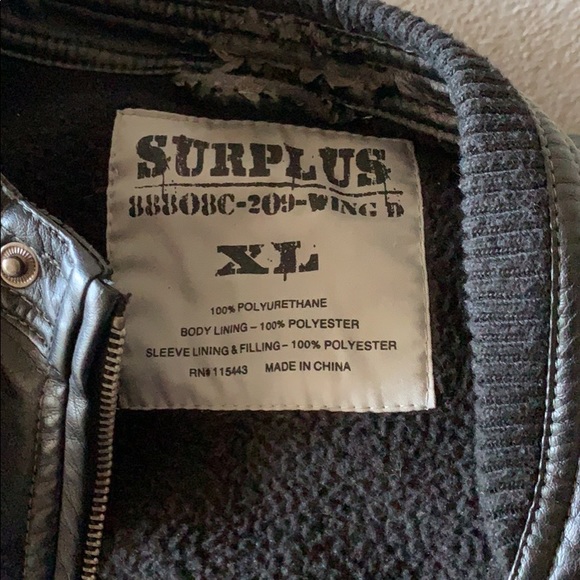 SURPLUS
88808C-209-WING D
XL
100% POLYURETHANE
BODY LINING - 100% POLYESTER
SLEEVE LINING & FILLING - 100% POLYESTER
RN# 115443 MADE IN CHINA